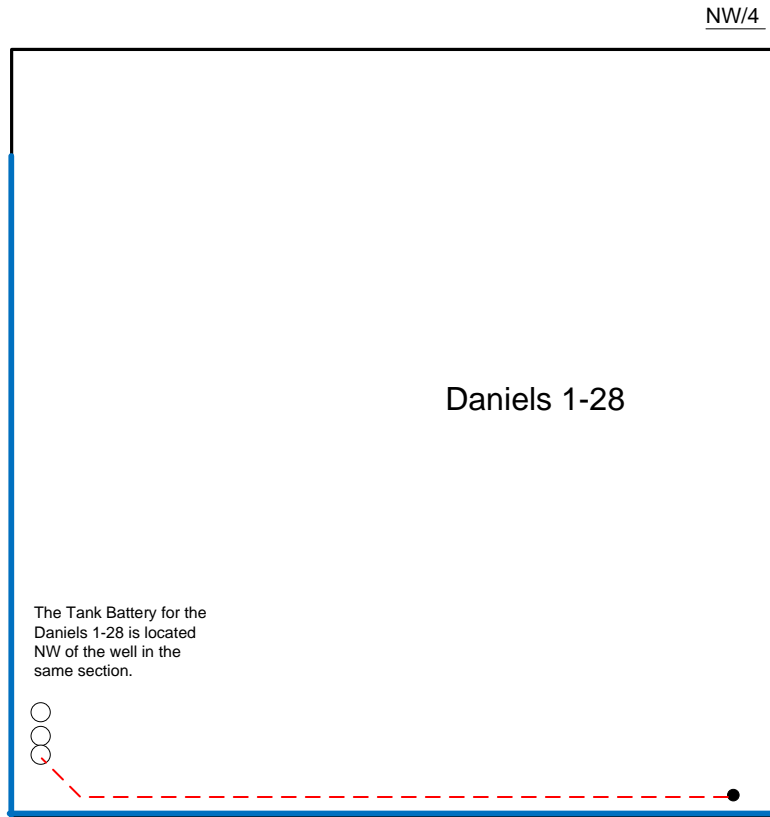 NW/4
Daniels 1-28
The Tank Battery for the
Daniels 1-28 is located
NW of the well in the
same section.